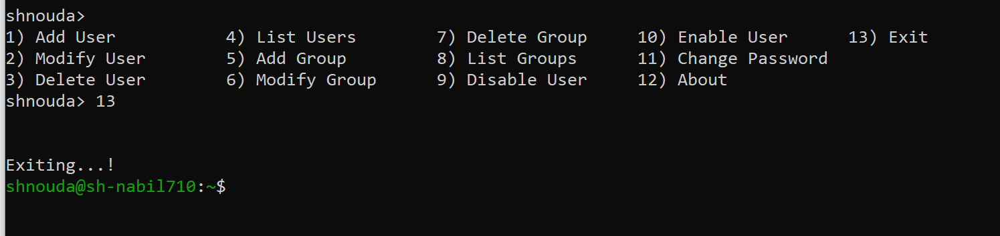 shnouda>
1) Add User 4) List Users 7) Delete Group 10) Enable User 13) Exit
2) Modify User 5) Add Group 8) List Groups 11) Change Password
3) Delete User 6) Modify Group 9) Disable User 12) About
shnouda> 13
Exiting...!
shnouda@sh-nabil710:~$